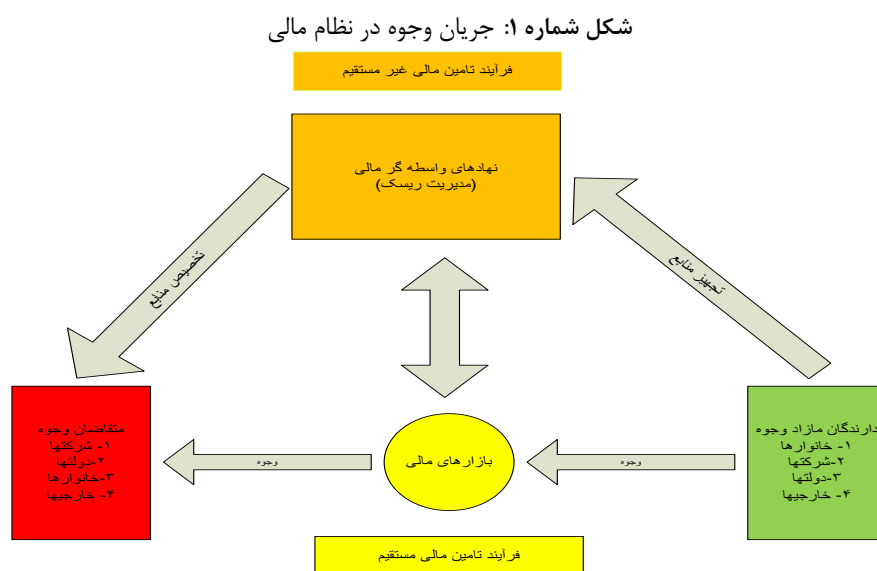 شکل شماره ۱: جریان وجوه در نظام مالی
فرآیند تامین مالی غیر مستقیم
نهادهای واسطه گر مالی
(مدیریت ریسک)
تجهیز منابع
تخصیص منابع
دارندگان مازاد وجوه
۱- خانوارها
۲-شرکتها
۳-دولتها
۴- خارجیها
وجوه
بازارهای مالی
وجوه
متقاضان وجوه
۱- شرکتها
۲-دولتها
۳-خانوارها
۴- خارجیها
فرآیند تامین مالی مستقیم